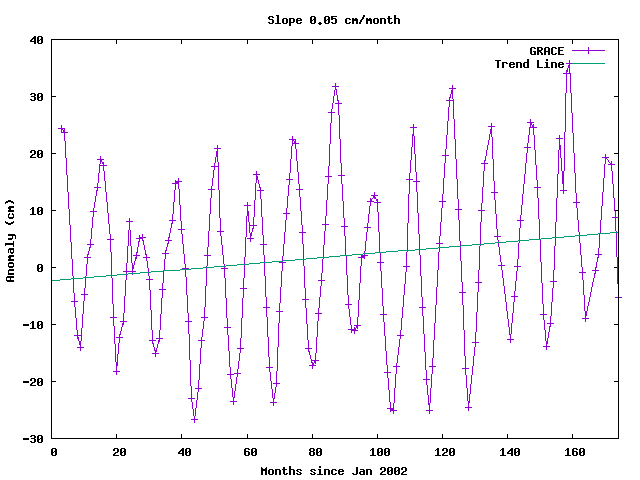 Slope 0.05 cm/month
GRACE
Trend Line
40
30
20
10
0
-10
-20
-30
Anomaly (cm)
0 20 40 60 80 100 120 140 160
Months since Jan 2002